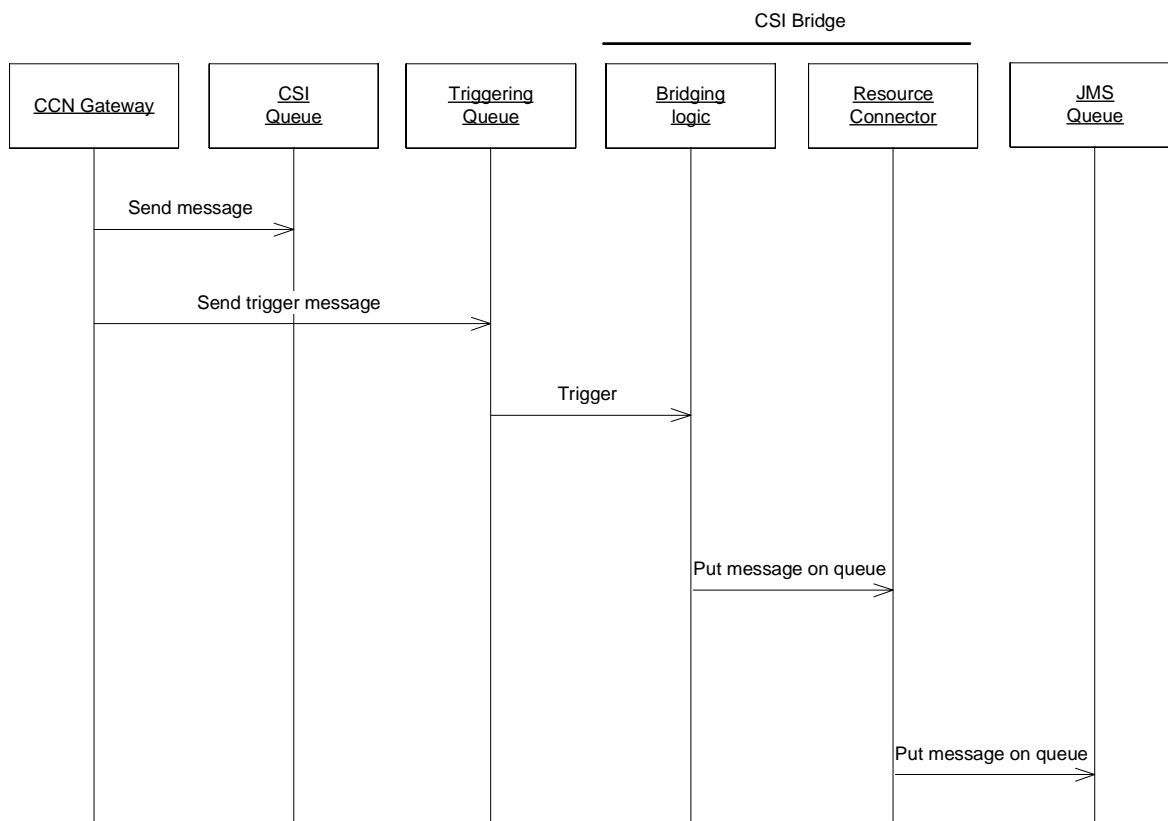 CSI Bridge
CCN Gateway
CSI
Queue
Triggering
Queue
Bridging
logic
Resource
Connector
JMS
Queue
Send message
Send trigger message
Trigger
Put message on queue
Put message on queue